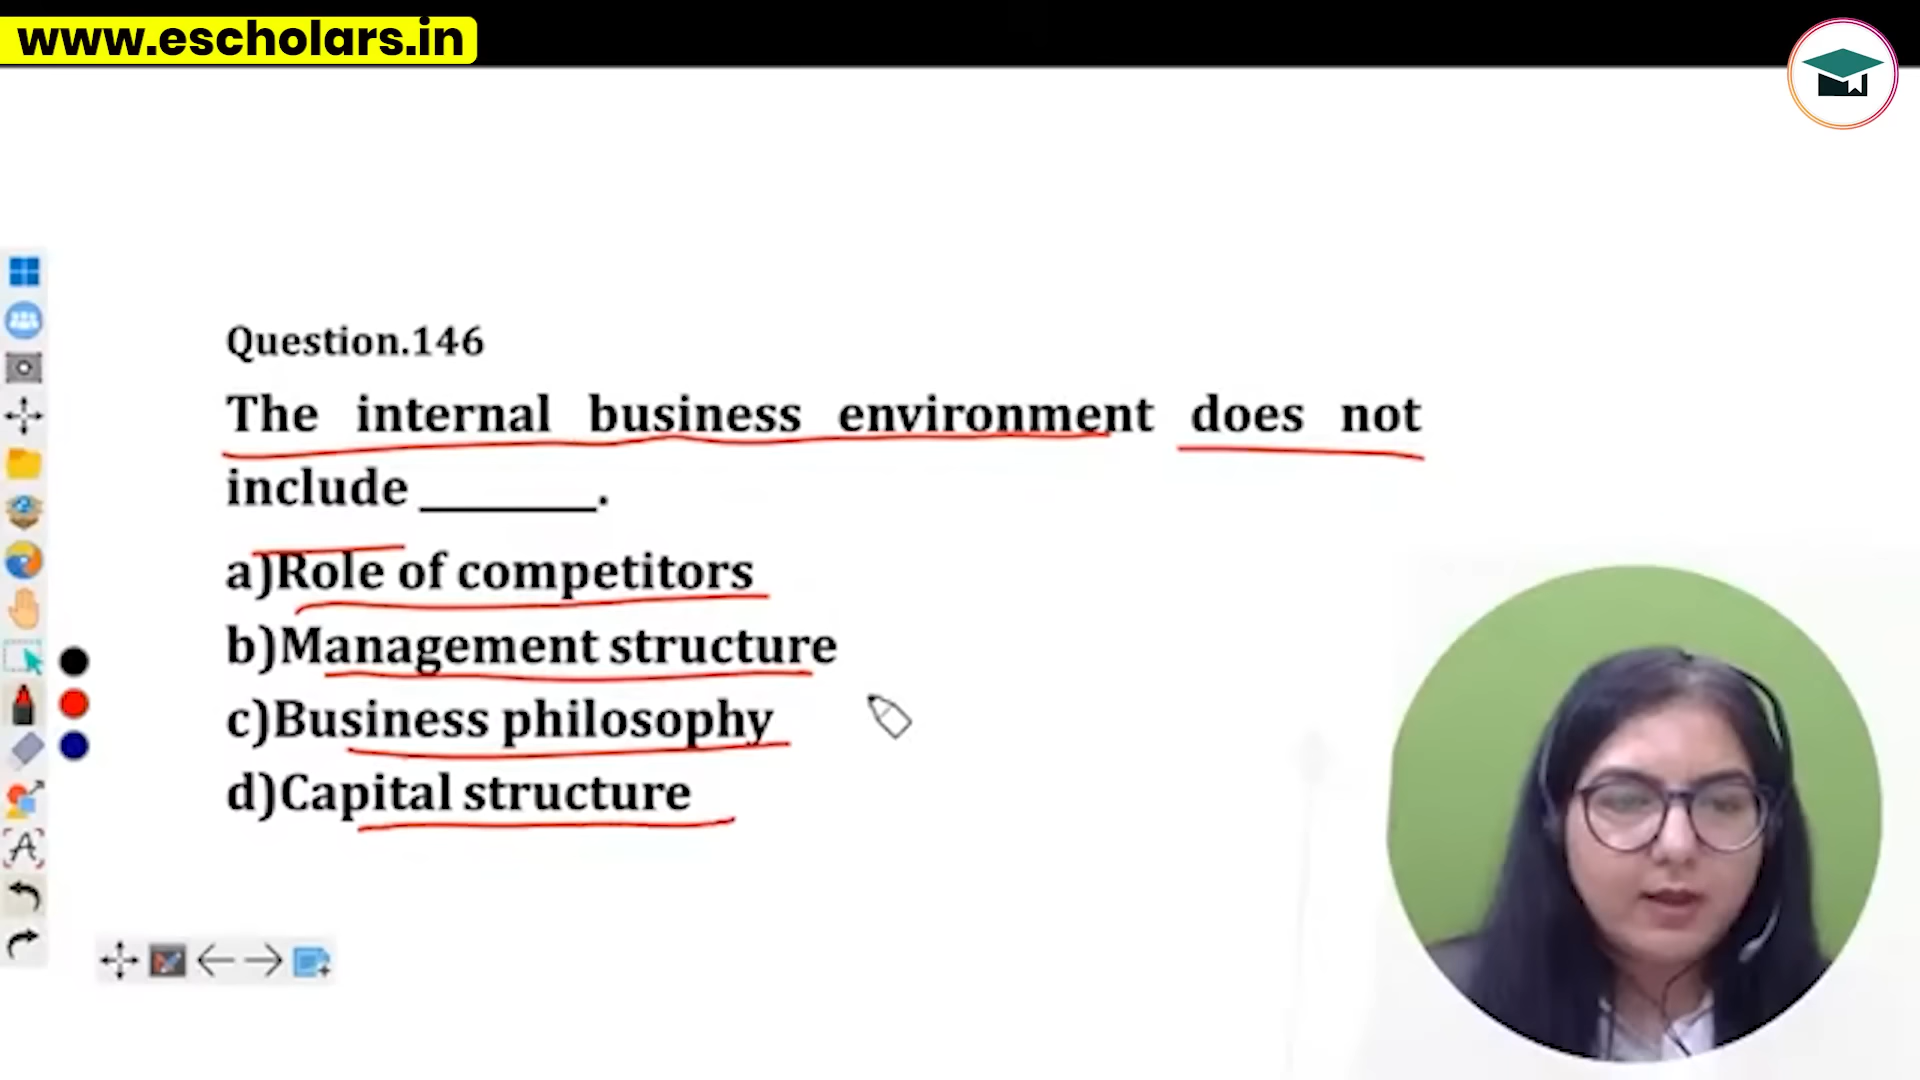 www.escholars.in
Question.146
The internal business environment does not
include ________.
a)Role of competitors
b)Management structure
c)Business philosophy
d)Capital structure